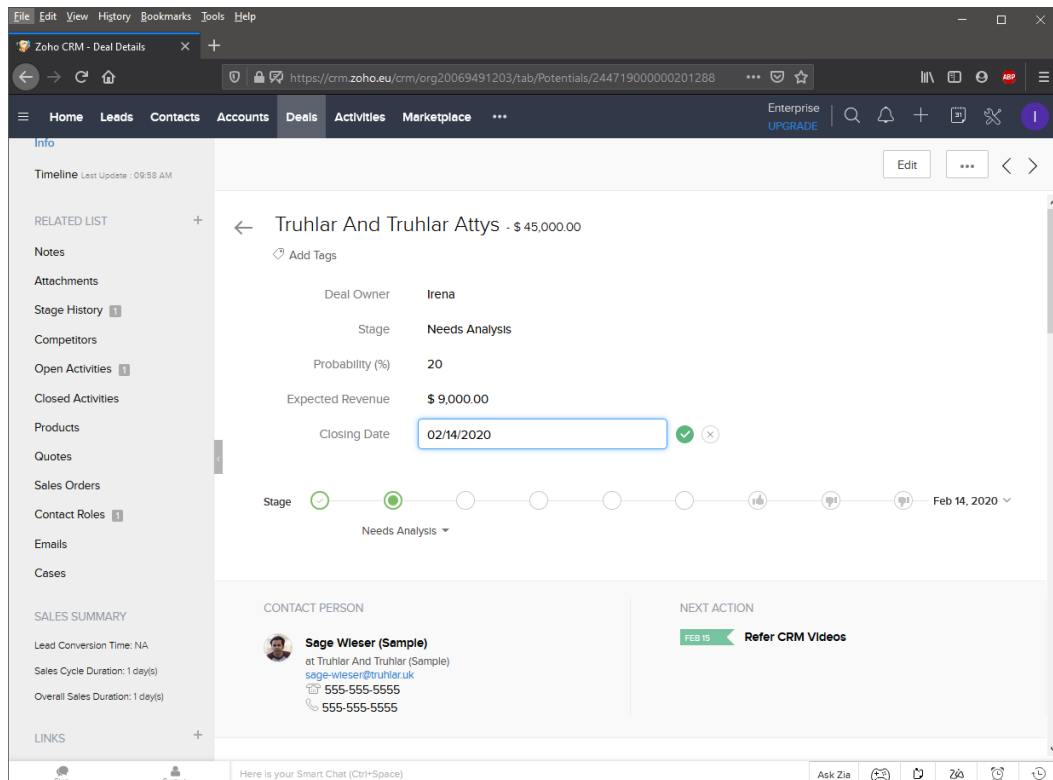 File Edit View History Bookmarks Tools Help
Zoho CRM - Deal Details
https://crm.zoho.eu/crm/org20069491203/tab/Potentials/244719000000201288
ABP
Home Leads Contacts Accounts Deals Activities Marketplace
Enterprise
UPGRADE
31
I
Info
Timeline Last Update : 09:58 AM
RELATED LIST
Notes
Attachments
Stage History 1
Competitors
Open Activities 1
Closed Activities
Products
Quotes
Sales Orders
Contact Roles 1
Emails
Cases
SALES SUMMARY
Lead Conversion Time: NA
Sales Cycle Duration: 1 day(s)
Overall Sales Duration: 1 day(s)
LINKS
Edit
Truhlar And Truhlar Attys - $ 45,000.00
Add Tags
Deal Owner Irena
Stage Needs Analysis
Probability (%) 20
Expected Revenue $ 9,000.00
Closing Date 02/14/2020
Stage Feb 14, 2020
Needs Analysis
CONTACT PERSON
Sage Wieser (Sample)
at Truhlar And Truhlar (Sample)
sage-wieser@truhlar.uk
555-555-5555
555-555-5555
NEXT ACTION
FEB 15 Refer CRM Videos
Here is your Smart Chat (Ctrl+Space)
Ask Zia